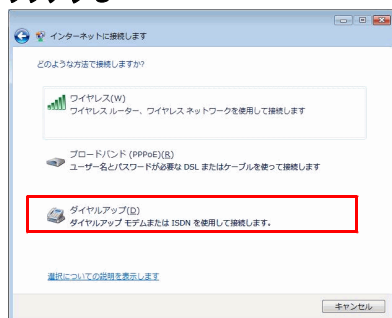 インターネットに接続します
どのような方法で接続しますか?
ワイヤレス(W)
ワイヤレス ルーター、ワイヤレス ネットワークを使用して接続します
ブロードバンド (PPPoE)(R)
ユーザー名とパスワードが必要な DSL またはケーブルを使って接続します
ダイヤルアップ(D)
ダイヤルアップ モデムまたは ISDN を使用して接続します。
選択についての説明を表示します
キャンセル